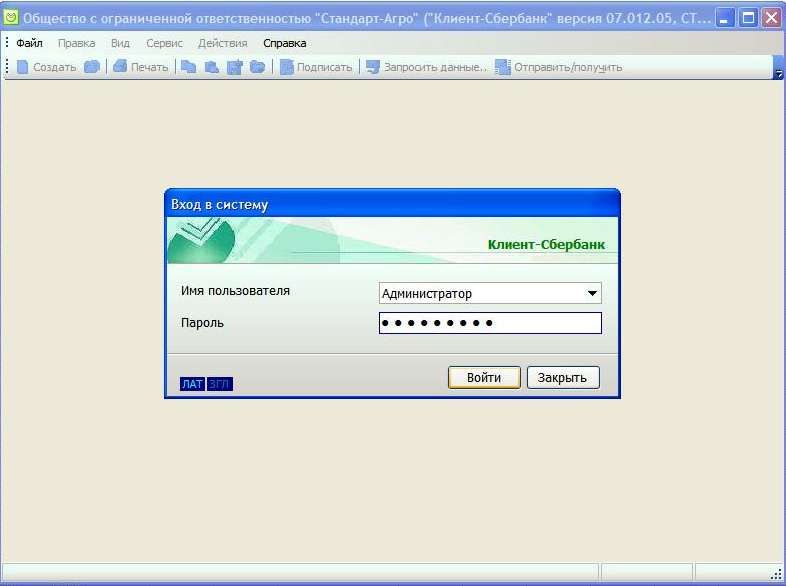 Общество с ограниченной ответственностью "Стандарт-Агро" ("Клиент-Сбербанк" версия 07.012.05, СТ...
Файл Правка Вид Сервис Действия Справка
Создать Печать Подписать Запросить данные.. Отправить/получить
Вход в систему
Клиент-Сбербанк
Имя пользователя Администратор
Пароль
ЛАТ ЗГЛ Войти Закрыть